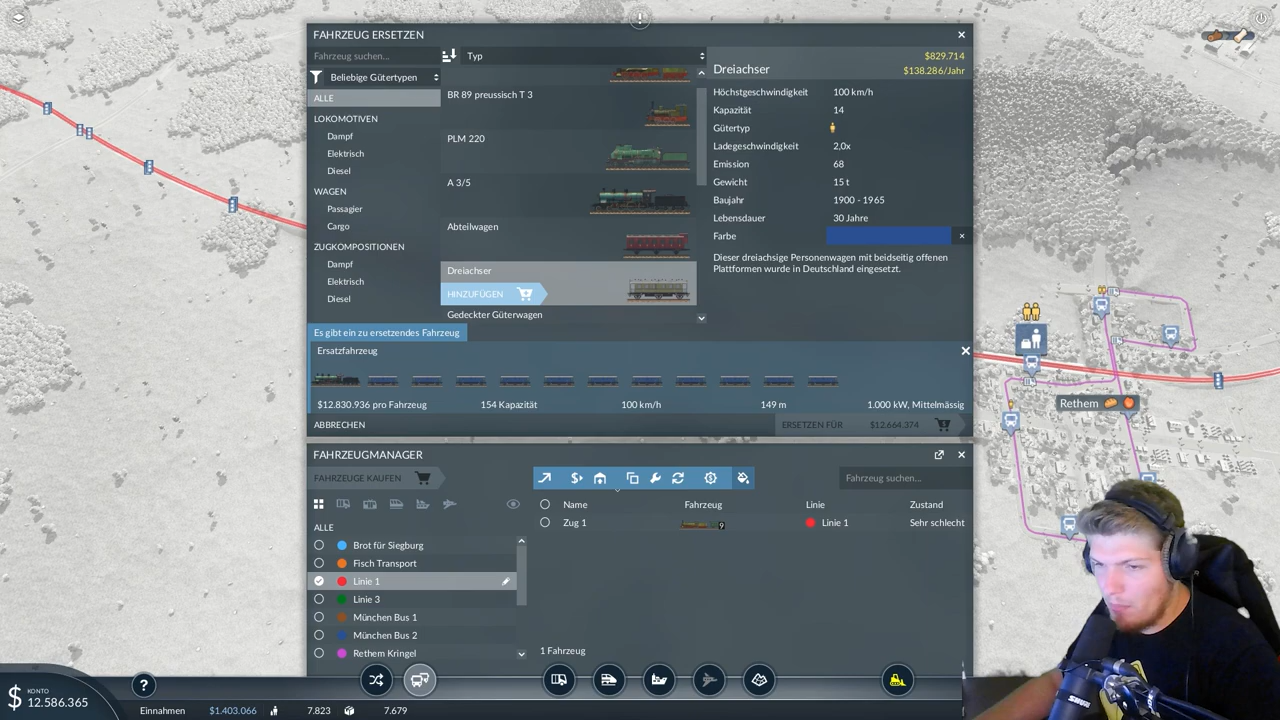 FAHRZEUG ERSETZEN
Fahrzeug suchen...
Typ
Beliebige Gütertypen
ALLE
LOKOMOTIVEN
Dampf
Elektrisch
Diesel
WAGEN
Passagier
Cargo
ZUGKOMPOSITIONEN
Dampf
Elektrisch
Diesel
BR 89 preussisch T 3
PLM 220
A 3/5
Abteilwagen
Dreiachser
HINZUFÜGEN
Gedeckter Güterwagen
$829.714
Dreiachser
$138.286/Jahr
Höchstgeschwindigkeit 100 km/h
Kapazität 14
Gütertyp
Ladegeschwindigkeit 2,0x
Emission 68
Gewicht 15 t
Baujahr 1900 - 1965
Lebensdauer 30 Jahre
Farbe
Dieser dreiachsige Personenwagen mit beidseitig offenen
Plattformen wurde in Deutschland eingesetzt.
Es gibt ein zu ersetzendes Fahrzeug
Ersatzfahrzeug
$12.830.936 pro Fahrzeug 154 Kapazität 100 km/h 149 m 1.000 kW, Mittelmässig
ABBRECHEN
ERSETZEN FÜR $12.664.374
Rethem
FAHRZEUGMANAGER
FAHRZEUGE KAUFEN
Fahrzeug suchen...
ALLE
Brot für Siegburg
Fisch Transport
Linie 1
Linie 3
München Bus 1
München Bus 2
Rethem Kringel
Name Fahrzeug Linie Zustand
Zug 1 9 Linie 1 Sehr schlecht
1 Fahrzeug
$ KONTO
12.586.365
?
Einnahmen $1.403.066 7.823 7.679
SHURE